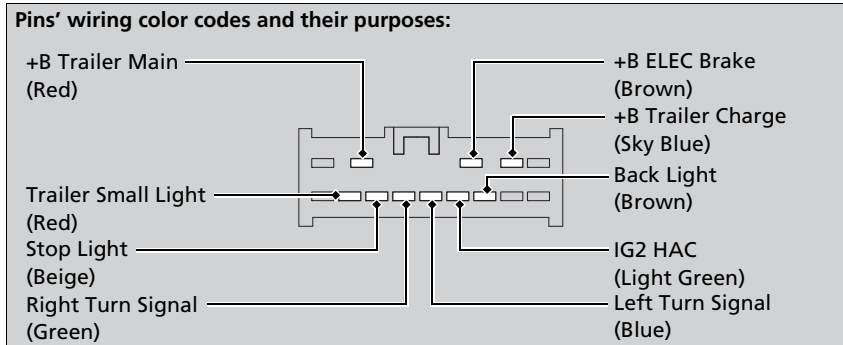 Pins' wiring color codes and their purposes:
+B Trailer Main
(Red)
+B ELEC Brake
(Brown)
+B Trailer Charge
(Sky Blue)
Back Light
(Brown)
Trailer Small Light
(Red)
Stop Light
(Beige)
Right Turn Signal
(Green)
IG2 HAC
(Light Green)
Left Turn Signal
(Blue)